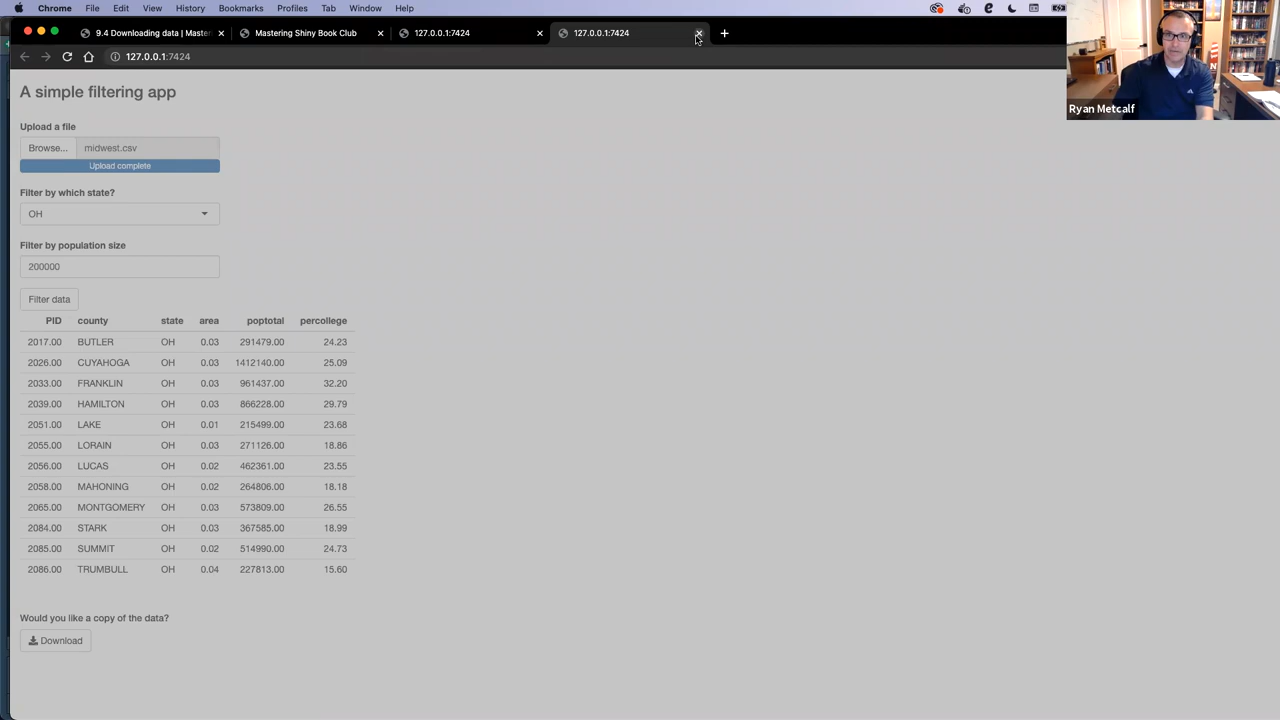 Chrome File Edit View History Bookmarks Profiles Tab Window Help
9.4 Downloading data | Master
Mastering Shiny Book Club
127.0.0.1:7424
127.0.0.1:7424
127.0.0.1:7424
Ryan Metcalf
A simple filtering app
Upload a file
Browse... midwest.csv
Upload complete
Filter by which state?
OH
Filter by population size
200000
Filter data
PID county state area poptotal percollege
2017.00 BUTLER OH 0.03 291479.00 24.23
2026.00 CUYAHOGA OH 0.03 1412140.00 25.09
2033.00 FRANKLIN OH 0.03 961437.00 32.20
2039.00 HAMILTON OH 0.03 866228.00 29.79
2051.00 LAKE OH 0.01 215499.00 23.68
2055.00 LORAIN OH 0.03 271126.00 18.86
2056.00 LUCAS OH 0.02 462361.00 23.55
2058.00 MAHONING OH 0.02 264806.00 18.18
2065.00 MONTGOMERY OH 0.03 573809.00 26.55
2084.00 STARK OH 0.03 367585.00 18.99
2085.00 SUMMIT OH 0.02 514990.00 24.73
2086.00 TRUMBULL OH 0.04 227813.00 15.60
Would you like a copy of the data?
Download